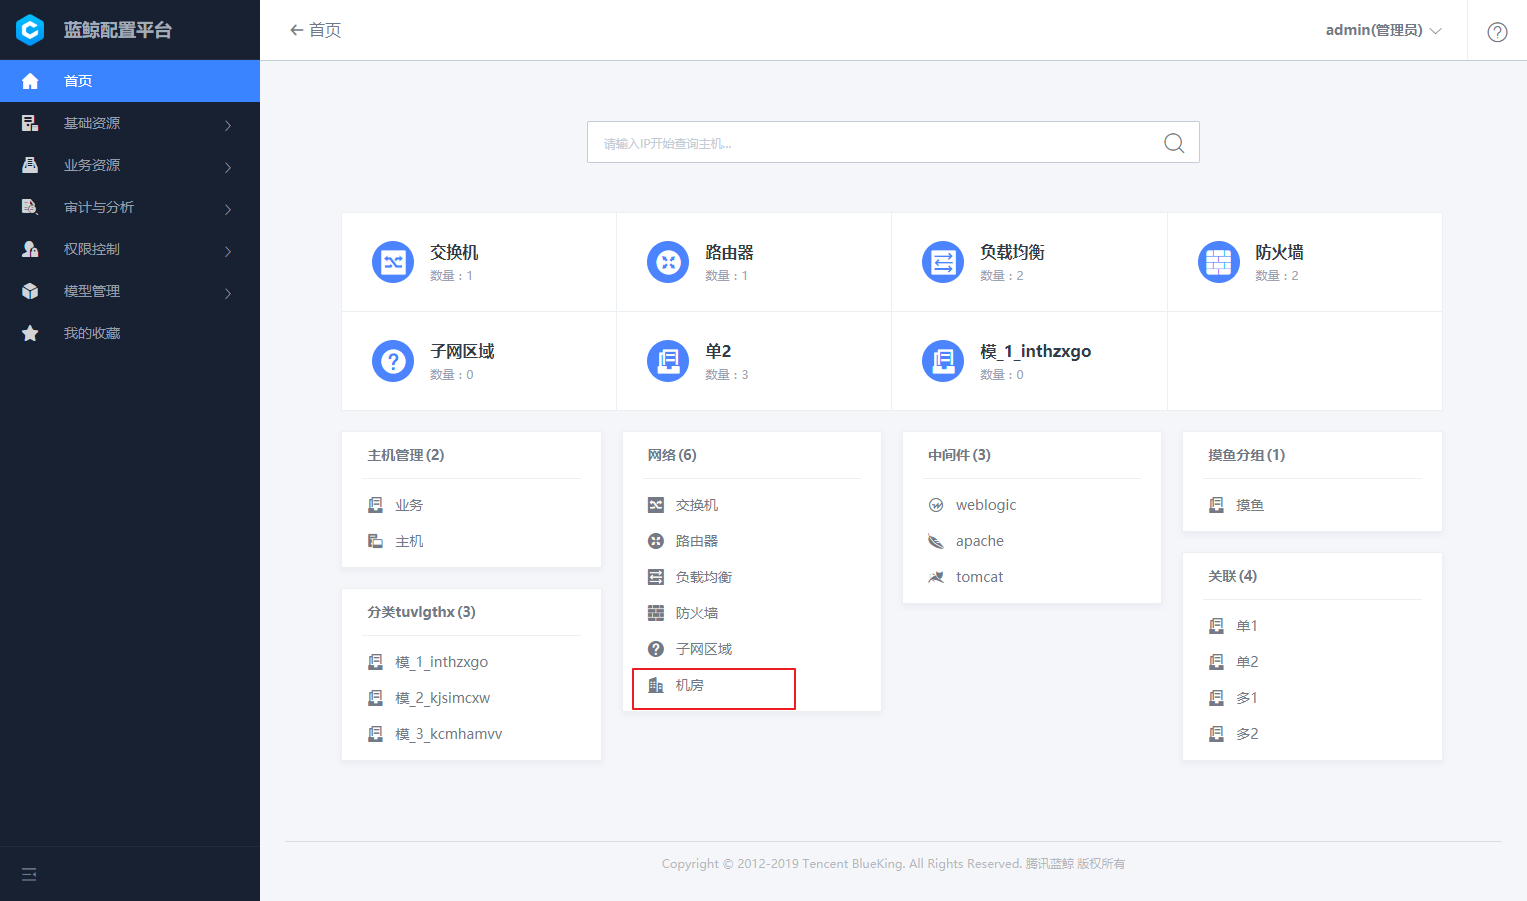 蓝鲸配置平台
首页
基础资源
业务资源
审计与分析
权限控制
模型管理
我的收藏
首页
admin(管理员)
请输入IP开始查询主机...
交换机
数量：1
路由器
数量：1
负载均衡
数量：2
防火墙
数量：2
子网区域
数量：0
单2
数量：3
模_1_inthzxgo
数量：0
主机管理(2)
业务
主机
分类tuvlgthx(3)
模_1_inthzxgo
模_2_kjsimcxw
模_3_kcmhamvv
网络(6)
交换机
路由器
负载均衡
防火墙
子网区域
机房
中间件(3)
weblogic
apache
tomcat
摸鱼分组(1)
摸鱼
关联(4)
单1
单2
多1
多2
Copyright © 2012-2019 Tencent BlueKing. All Rights Reserved. 腾讯蓝鲸 版权所有